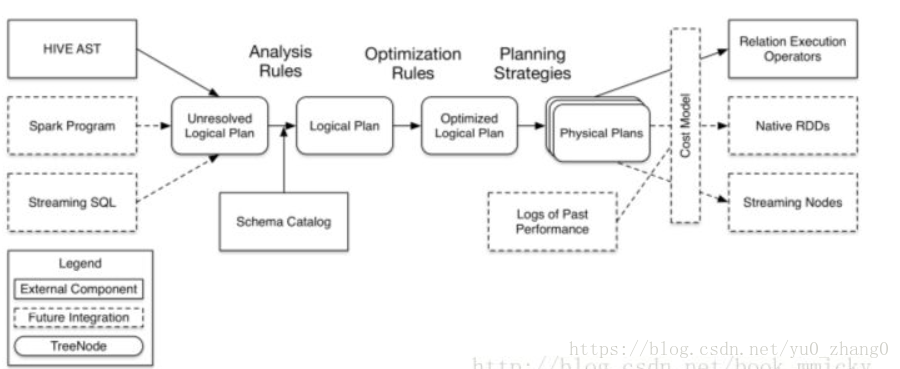 HIVE AST
Spark Program
Streaming SQL
Analysis
Rules
Optimization
Rules
Planning
Strategies
Unresolved
Logical Plan
Logical Plan
Optimized
Logical Plan
Physical Plans
Cost Model
Relation Execution
Operators
Native RDDs
Streaming Nodes
Schema Catalog
Logs of Past
Performance
Legend
External Component
Future Integration
TreeNode
https://blog.csdn.net/yu0_zhang0
http://blog.csdn.net/book_mmicky